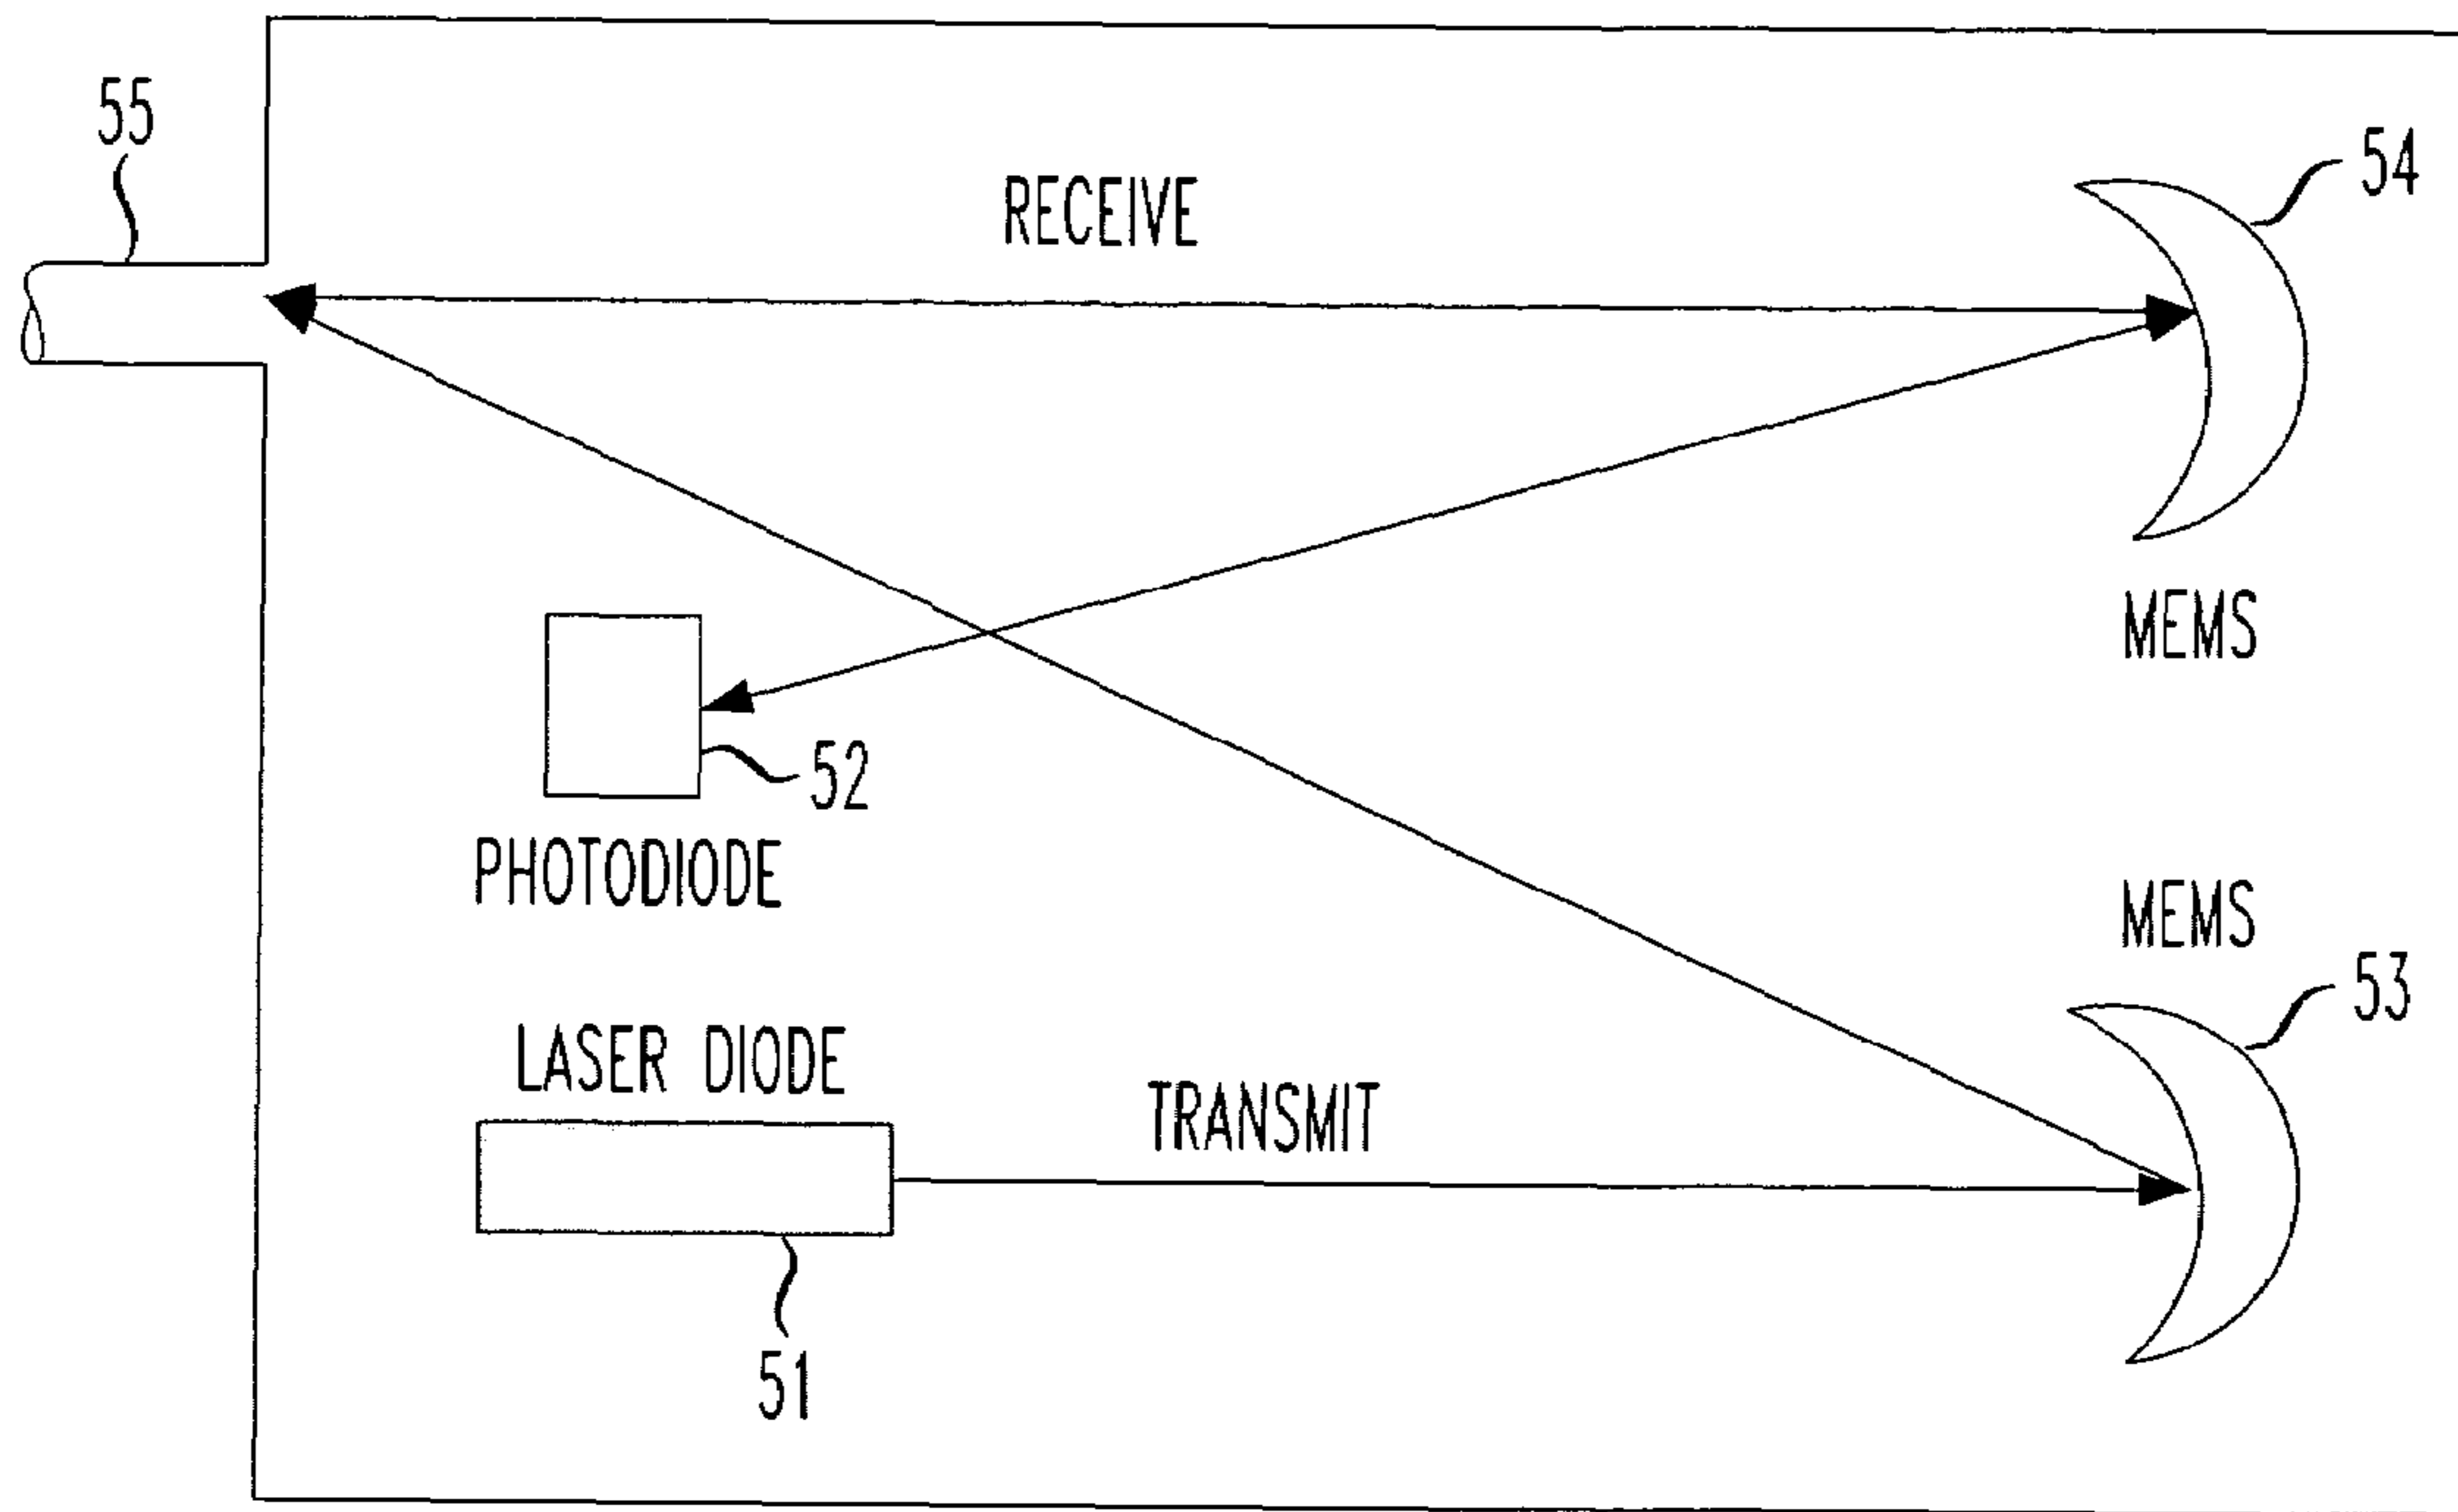 55
54
RECEIVE
MEMS
52
PHOTODIODE
MEMS
53
LASER DIODE
TRANSMIT
51